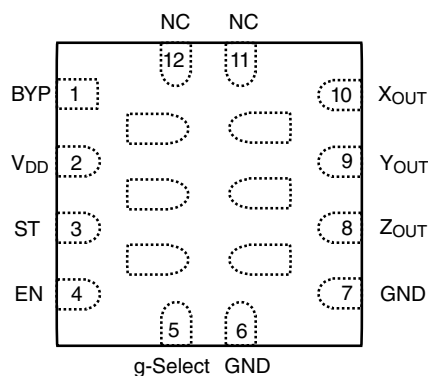 NC NC
12 11
BYP 1 10 XOUT
VDD 2 9 YOUT
ST 3 8 ZOUT
EN 4 7 GND
5 6
g-Select GND